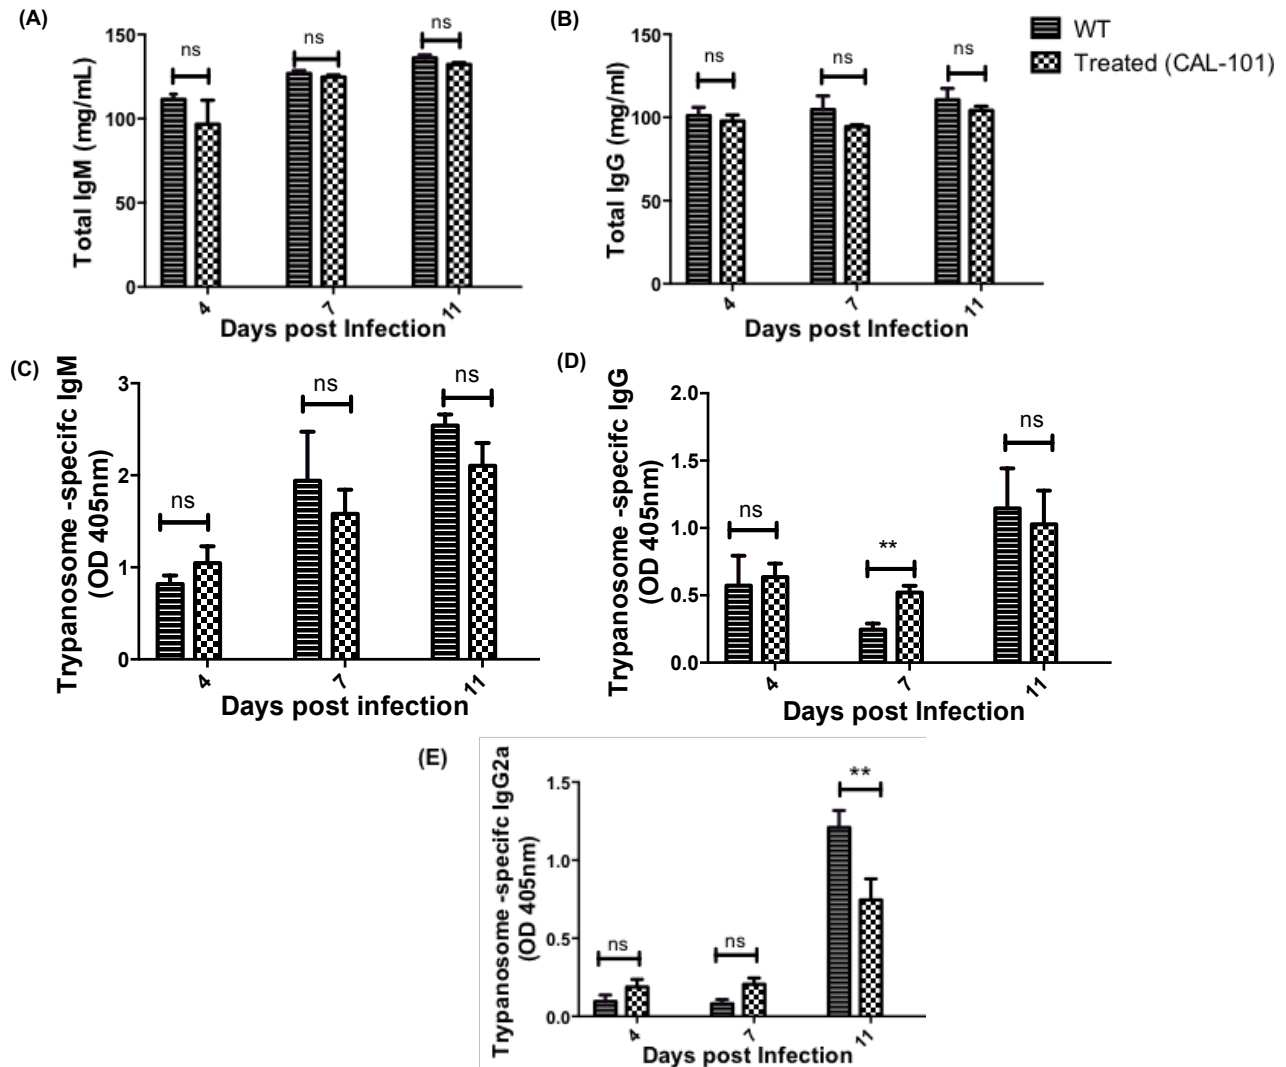 (A)
150
100
50
0
Total IgM (mg/mL)
ns
ns
ns
4
7
11
Days post Infection
(B)
150
100
50
0
Total IgG (mg/ml)
ns
ns
ns
4
7
11
Days post Infection
WT
Treated (CAL-101)
(C)
3
2
1
0
Trypanosome -specifc IgM
(OD 405nm)
ns
ns
ns
4
7
11
Days post infection
(D)
2.0
1.5
1.0
0.5
0.0
Trypanosome -specifc IgG
(OD 405nm)
ns
**
ns
4
7
11
Days post Infection
(E)
1.5
1.0
0.5
0.0
Trypanosome -specifc IgG2a
(OD 405nm)
ns
ns
**
4
7
11
Days post Infection